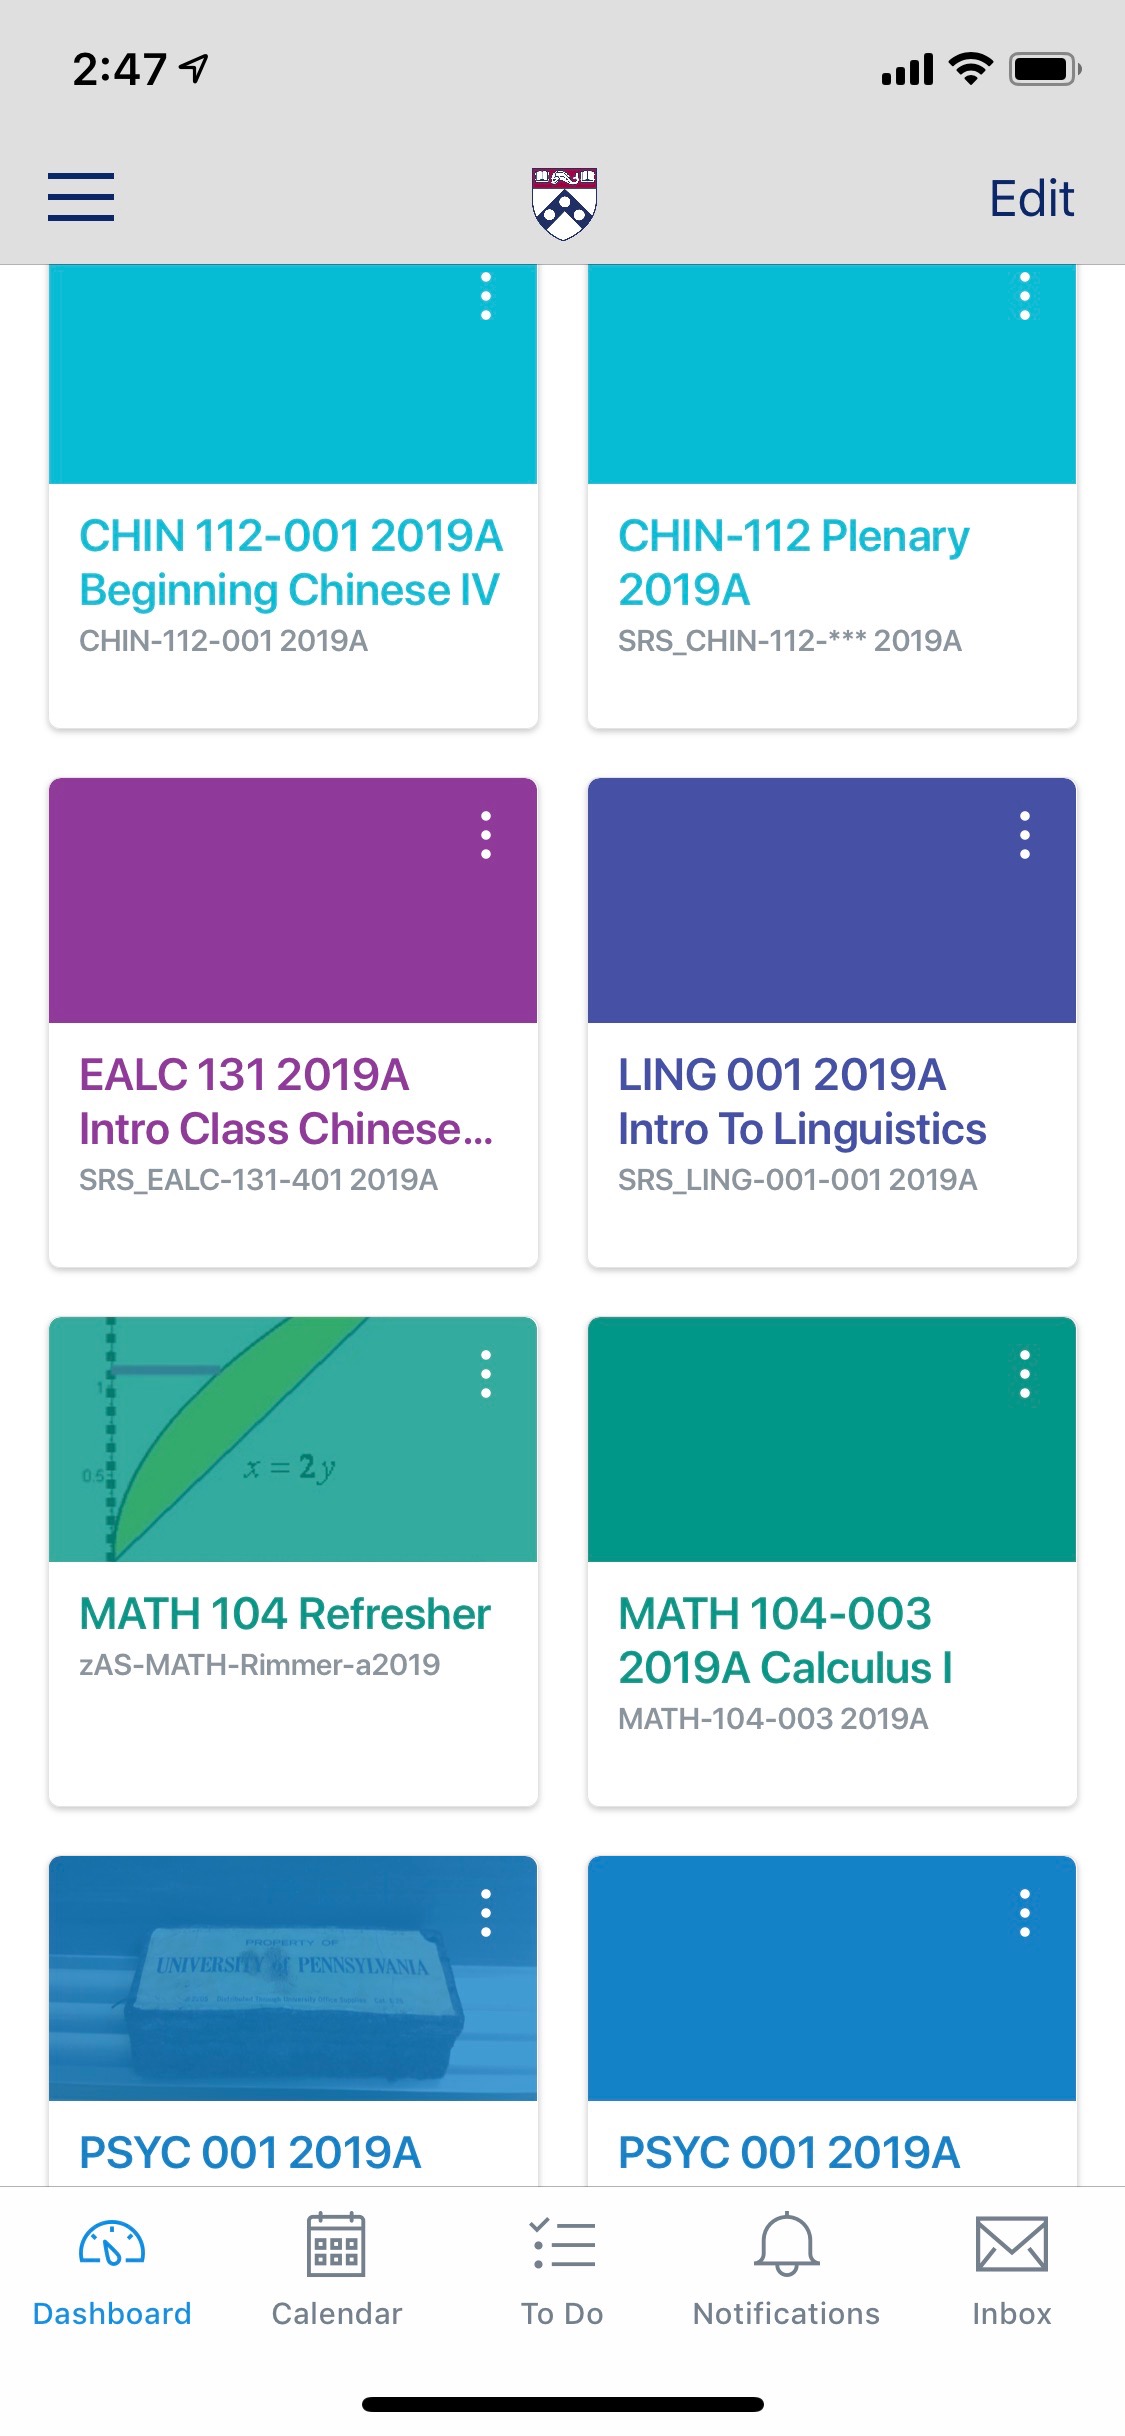 2:47
Edit
CHIN 112-001 2019A
Beginning Chinese IV
CHIN-112-001 2019A
CHIN-112 Plenary
2019A
SRS_CHIN-112-*** 2019A
EALC 131 2019A
Intro Class Chinese...
SRS_EALC-131-401 2019A
LING 001 2019A
Intro To Linguistics
SRS_LING-001-001 2019A
1
0.5
x = 2y
MATH 104 Refresher
zAS-MATH-Rimmer-a2019
MATH 104-003
2019A Calculus I
MATH-104-003 2019A
PROPERTY OF
UNIVERSITY of PENNSYLVANIA
PSYC 001 2019A
PSYC 001 2019A
Dashboard
Calendar
To Do
Notifications
Inbox